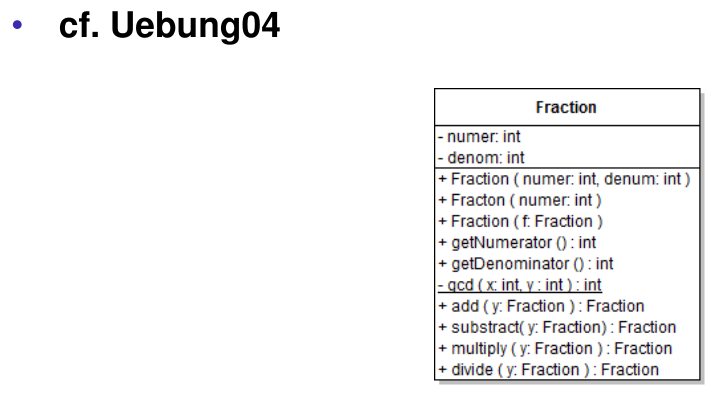 • cf. Uebung04
Fraction
- numer: int
- denom: int
+ Fraction ( numer: int, denum: int )
+ Fracton ( numer: int )
+ Fraction ( f: Fraction )
+ getNumerator () : int
+ getDenominator () : int
- gcd ( x: int, y : int ) : int
+ add ( y: Fraction ) : Fraction
+ substract( y: Fraction) : Fraction
+ multiply ( y: Fraction ) : Fraction
+ divide ( y: Fraction ) : Fraction